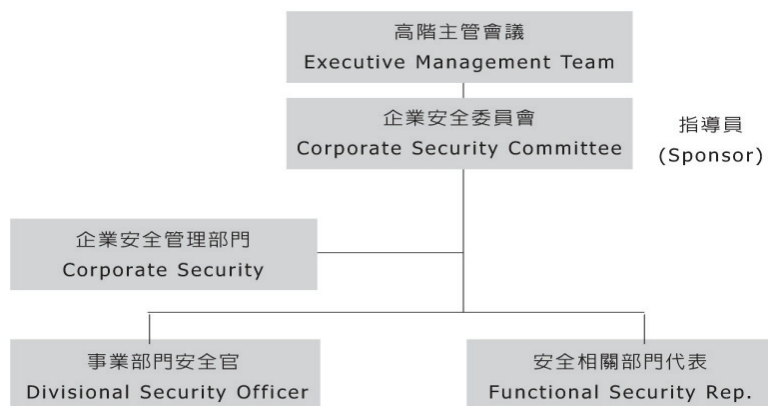 高階主管會議
Executive Management Team
企業安全委員會
Corporate Security Committee
指導員
(Sponsor)
企業安全管理部門
Corporate Security
事業部門安全官
Divisional Security Officer
安全相關部門代表
Functional Security Rep.